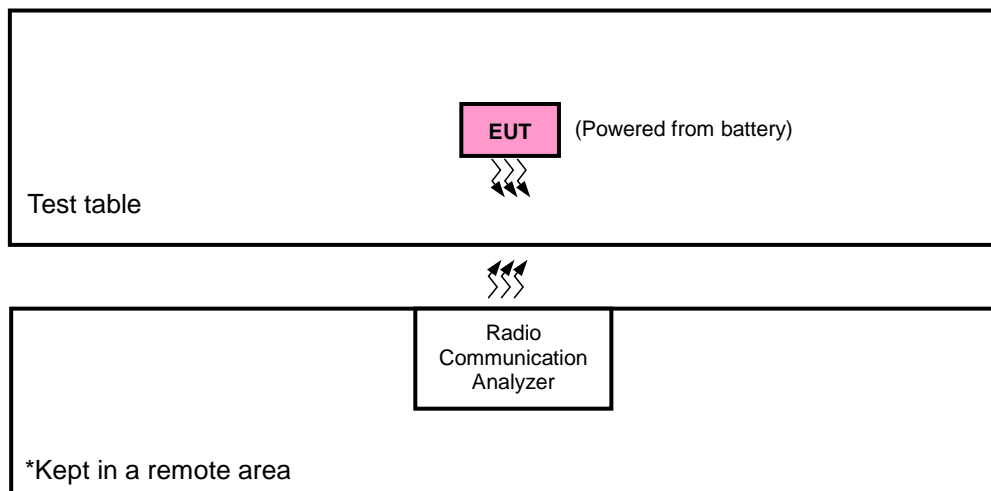 EUT
(Powered from battery)
Test table
Radio
Communication
Analyzer
*Kept in a remote area